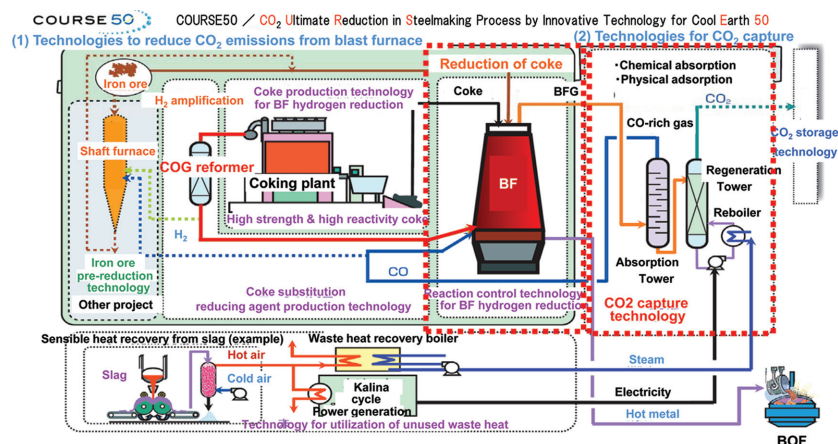 COURSE 50
COURSE50 / CO₂ Ultimate Reduction in Steelmaking Process by Innovative Technology for Cool Earth 50
(1) Technologies to reduce CO₂ emissions from blast furnace
(2) Technologies for CO₂ capture
Iron ore
H₂ amplification
Coke production technology
for BF hydrogen reduction
Reduction of coke
Coke
BFG
・Chemical absorption
・Physical adsorption
CO₂
CO-rich gas
CO₂ storage
technology
Shaft furnace
COG reformer
Coking plant
BF
Regeneration
Tower
Reboiler
High strength & high reactivity coke
H₂
CO
Iron ore
pre-reduction
technology
Other project
Coke substitution
reducing agent production technology
Reaction control technology
for BF hydrogen reduction
Absorption
Tower
CO2 capture
technology
Sensible heat recovery from slag (example)
Waste heat recovery boiler
Slag
Hot air
Cold air
Steam
Kalina
cycle
Power generation
Electricity
Hot metal
Technology for utilization of unused waste heat
BOF